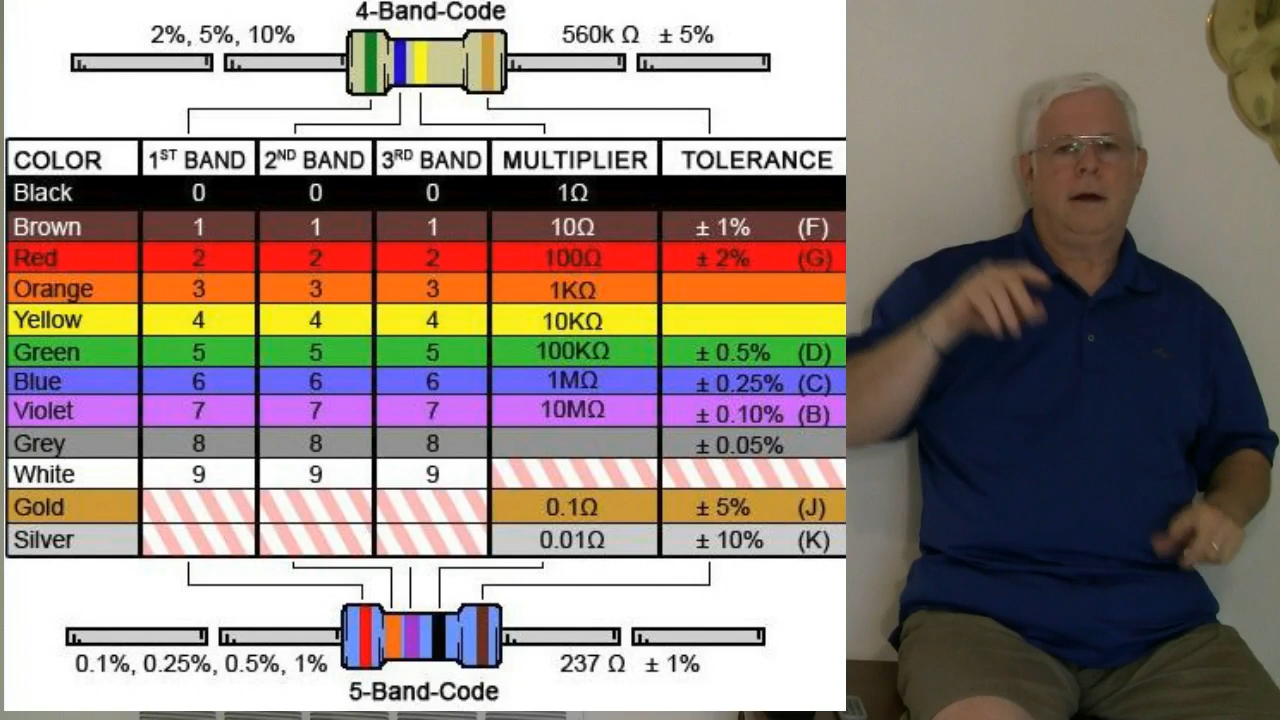 4-Band-Code
2%, 5%, 10% 560k Ω ± 5%
COLOR 1ST BAND 2ND BAND 3RD BAND MULTIPLIER TOLERANCE
Black 0 0 0 1Ω
Brown 1 1 1 10Ω ± 1% (F)
Red 2 2 2 100Ω ± 2% (G)
Orange 3 3 3 1KΩ
Yellow 4 4 4 10KΩ
Green 5 5 5 100KΩ ± 0.5% (D)
Blue 6 6 6 1MΩ ± 0.25% (C)
Violet 7 7 7 10MΩ ± 0.10% (B)
Grey 8 8 8 ± 0.05%
White 9 9 9
Gold 0.1Ω ± 5% (J)
Silver 0.01Ω ± 10% (K)
0.1%, 0.25%, 0.5%, 1% 237 Ω ± 1%
5-Band-Code